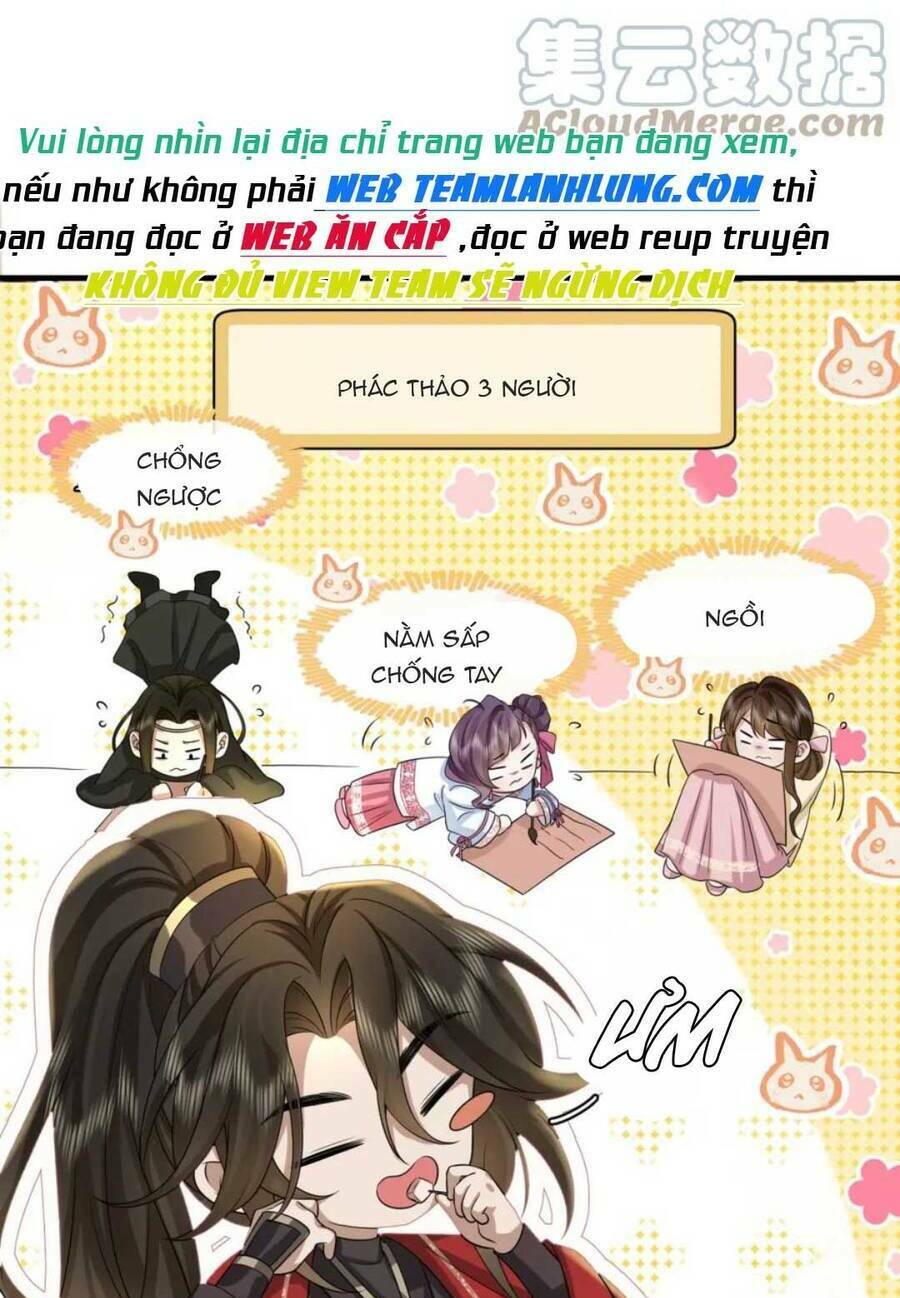 集云数据
ACloudMerge.com
Vui lòng nhìn lại địa chỉ trang web bạn đang xem,
nếu như không phải WEB TEAMLANHLUNG.COM thì
bạn đang đọc ở WEB ĂN CẮP ,đọc ở web reup truyện
KHÔNG ĐỦ VIEW TEAM SẼ NGỪNG DỊCH
PHÁC THẢO 3 NGƯỜI
CHỔNG
NGƯỢC
NẰM SẤP
CHỐNG TAY
NGỒI
ƯM